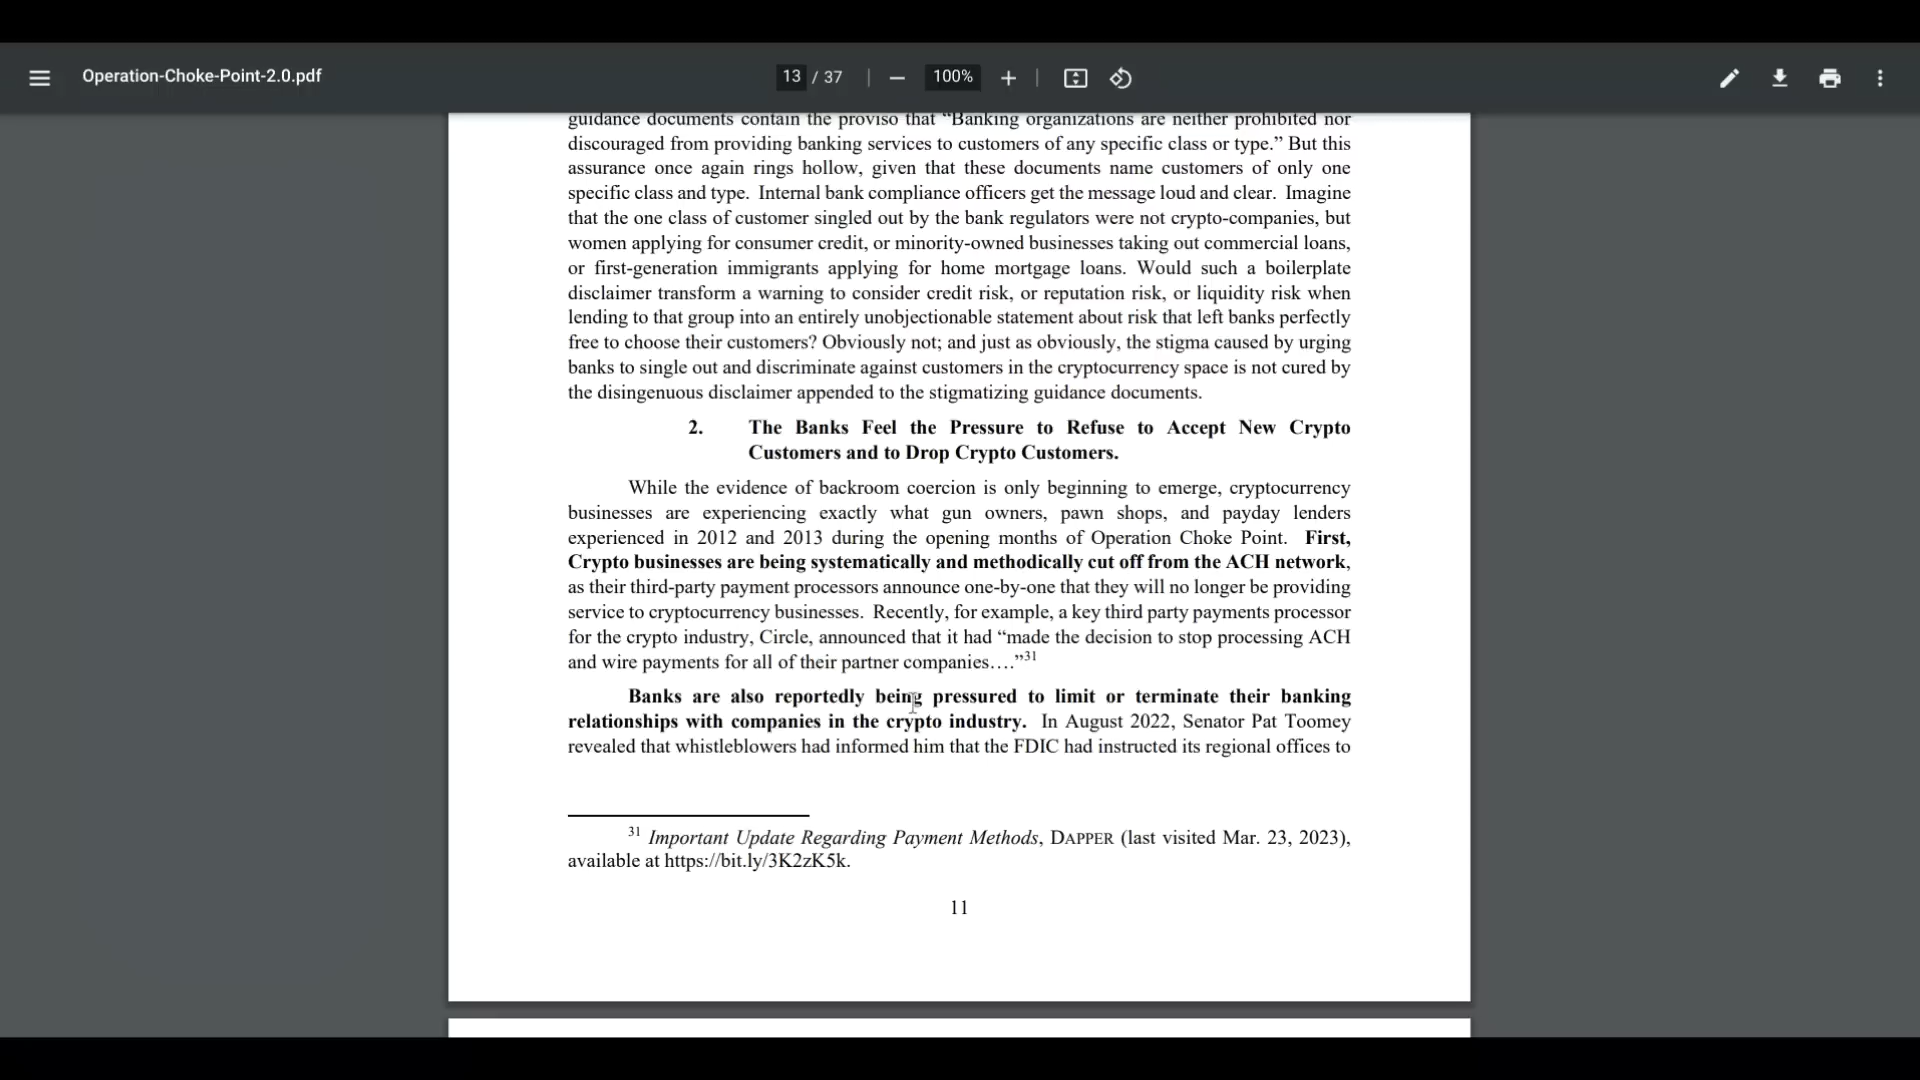 Operation-Choke-Point-2.0.pdf
13 / 37
100%
guidance documents contain the proviso that “Banking organizations are neither prohibited nor
discouraged from providing banking services to customers of any specific class or type.” But this
assurance once again rings hollow, given that these documents name customers of only one
specific class and type. Internal bank compliance officers get the message loud and clear. Imagine
that the one class of customer singled out by the bank regulators were not crypto-companies, but
women applying for consumer credit, or minority-owned businesses taking out commercial loans,
or first-generation immigrants applying for home mortgage loans. Would such a boilerplate
disclaimer transform a warning to consider credit risk, or reputation risk, or liquidity risk when
lending to that group into an entirely unobjectionable statement about risk that left banks perfectly
free to choose their customers? Obviously not; and just as obviously, the stigma caused by urging
banks to single out and discriminate against customers in the cryptocurrency space is not cured by
the disingenuous disclaimer appended to the stigmatizing guidance documents.
2. The Banks Feel the Pressure to Refuse to Accept New Crypto
Customers and to Drop Crypto Customers.
While the evidence of backroom coercion is only beginning to emerge, cryptocurrency
businesses are experiencing exactly what gun owners, pawn shops, and payday lenders
experienced in 2012 and 2013 during the opening months of Operation Choke Point. First,
Crypto businesses are being systematically and methodically cut off from the ACH network,
as their third-party payment processors announce one-by-one that they will no longer be providing
service to cryptocurrency businesses. Recently, for example, a key third party payments processor
for the crypto industry, Circle, announced that it had “made the decision to stop processing ACH
and wire payments for all of their partner companies….”31
Banks are also reportedly being pressured to limit or terminate their banking
relationships with companies in the crypto industry. In August 2022, Senator Pat Toomey
revealed that whistleblowers had informed him that the FDIC had instructed its regional offices to
31 Important Update Regarding Payment Methods, DAPPER (last visited Mar. 23, 2023),
available at https://bit.ly/3K2zK5k.
11